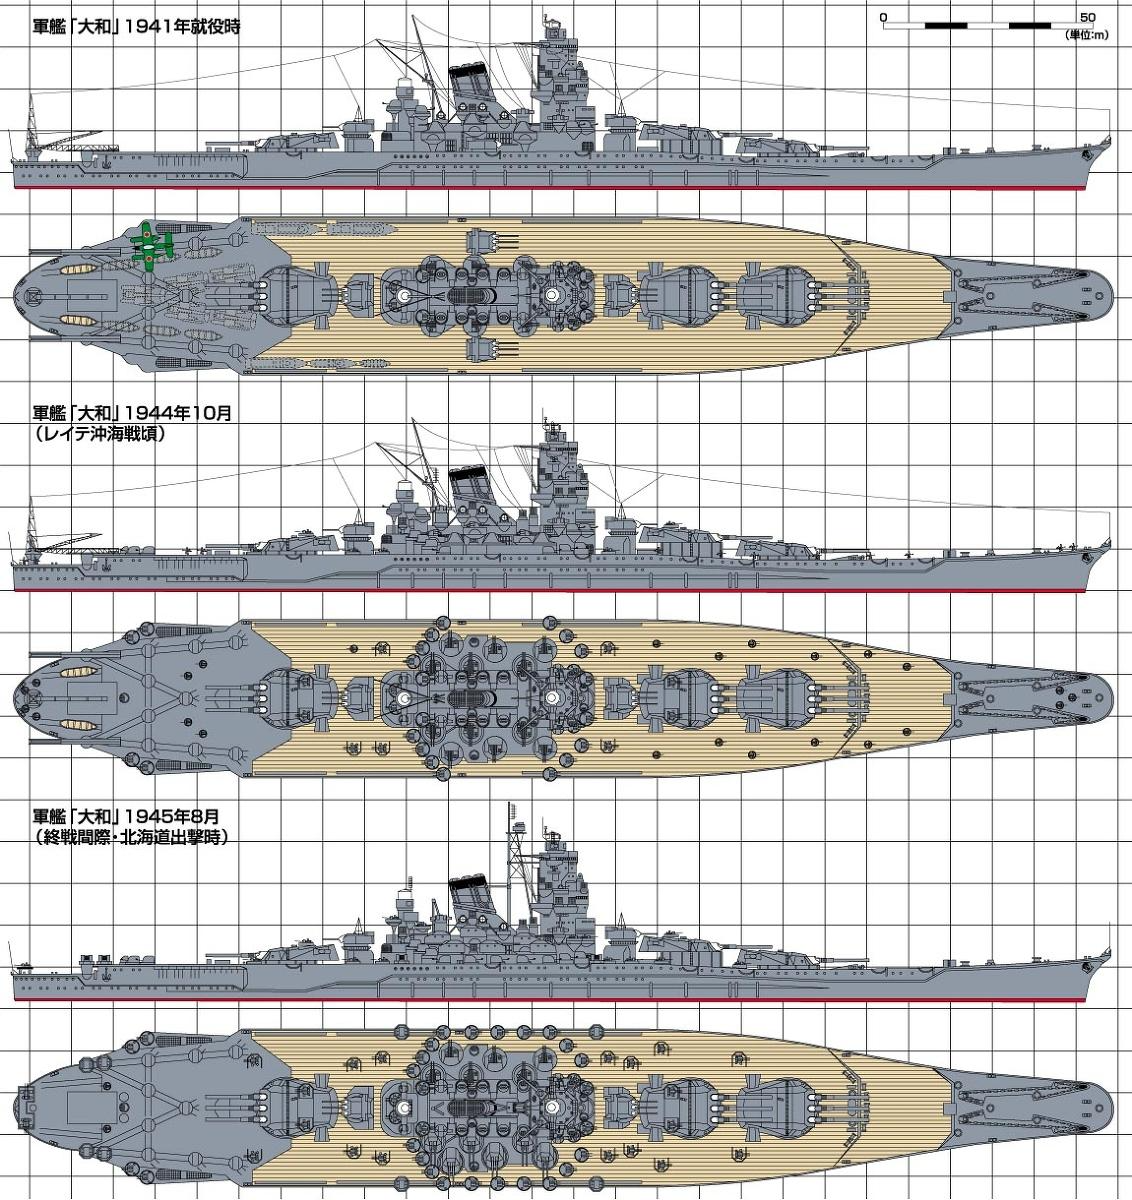 軍艦「大和」1941年就役時
0 50
(単位:m)
軍艦「大和」1944年10月
(レイテ沖海戦頃)
軍艦「大和」1945年8月
(終戦間際・北海道出撃時)